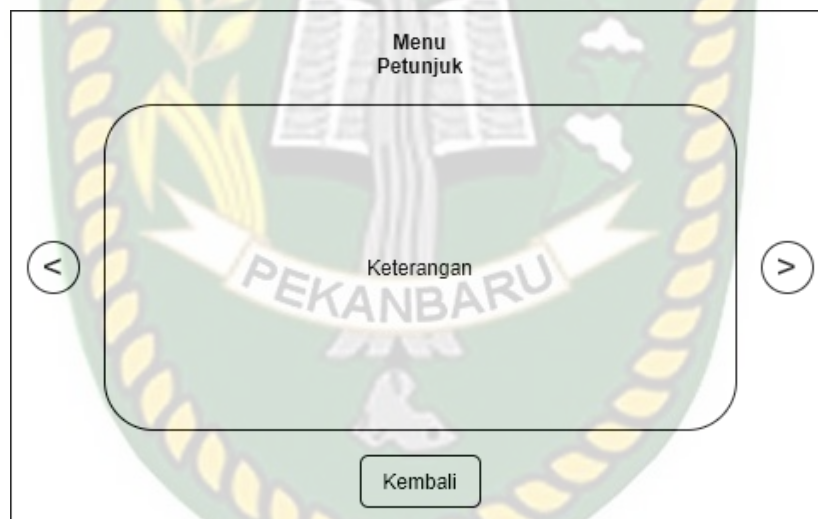 Menu
Petunjuk
<
Keterangan
>
PEKANBARU
Kembali